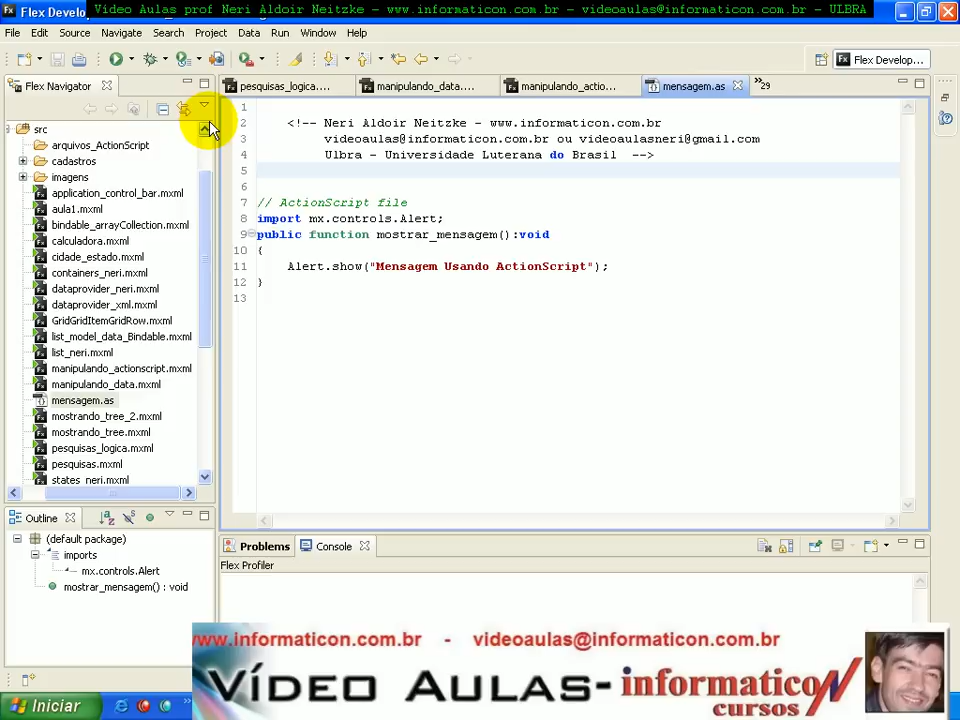 Flex Develo
Vídeo Aulas prof Neri Aldoir Neitzke - www.informaticon.com.br - videoaulas@informaticon.com.br - ULBRA
File Edit Source Navigate Search Project Data Run Window Help
Flex Develop...
Flex Navigator
pesquisas_logica....
manipulando_data....
manipulando_actio...
mensagem.as
29
src
arquivos_ActionScript
cadastros
imagens
application_control_bar.mxml
aula1.mxml
bindable_arrayCollection.mxml
calculadora.mxml
cidade_estado.mxml
containers_neri.mxml
dataprovider_neri.mxml
dataprovider_xml.mxml
GridGridItemGridRow.mxml
list_model_data_Bindable.mxml
list_neri.mxml
manipulando_actionscript.mxml
manipulando_data.mxml
mensagem.as
mostrando_tree_2.mxml
mostrando_tree.mxml
pesquisas_logica.mxml
pesquisas.mxml
states_neri.mxml
1
2 <!-- Neri Aldoir Neitzke - www.informaticon.com.br
3 videoaulas@informaticon.com.br ou videoaulasneri@gmail.com
4 Ulbra - Universidade Luterana do Brasil -->
5
6
7 // ActionScript file
8 import mx.controls.Alert;
9 public function mostrar_mensagem():void
10 {
11 Alert.show("Mensagem Usando ActionScript");
12 }
13
Outline
(default package)
imports
mx.controls.Alert
mostrar_mensagem() : void
Problems
Console
Flex Profiler
www.informaticon.com.br - videoaulas@informaticon.com.br
VÍDEO AULAS-informaticon
cursos
Iniciar